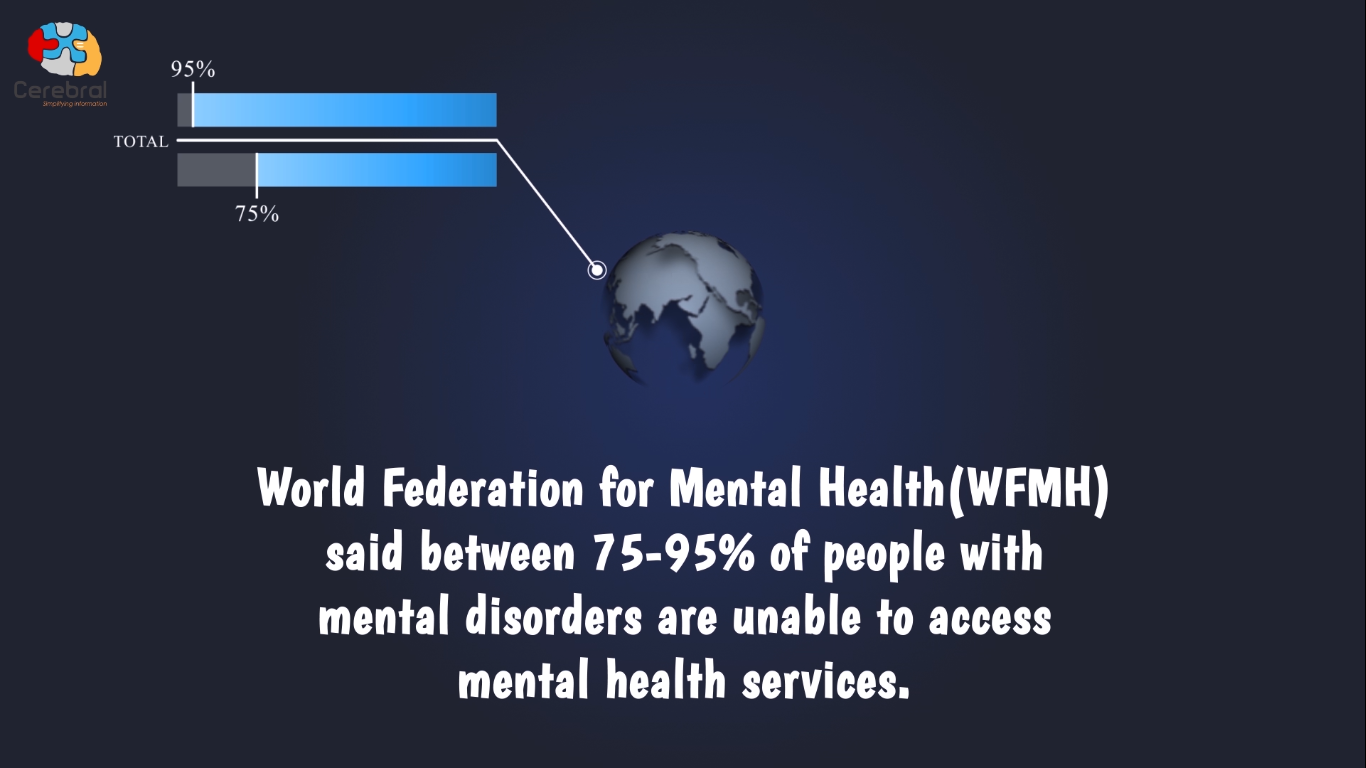 Cerebral
Simplifying Information
95%
TOTAL
75%
World Federation for Mental Health(WFMH)
said between 75-95% of people with
mental disorders are unable to access
mental health services.